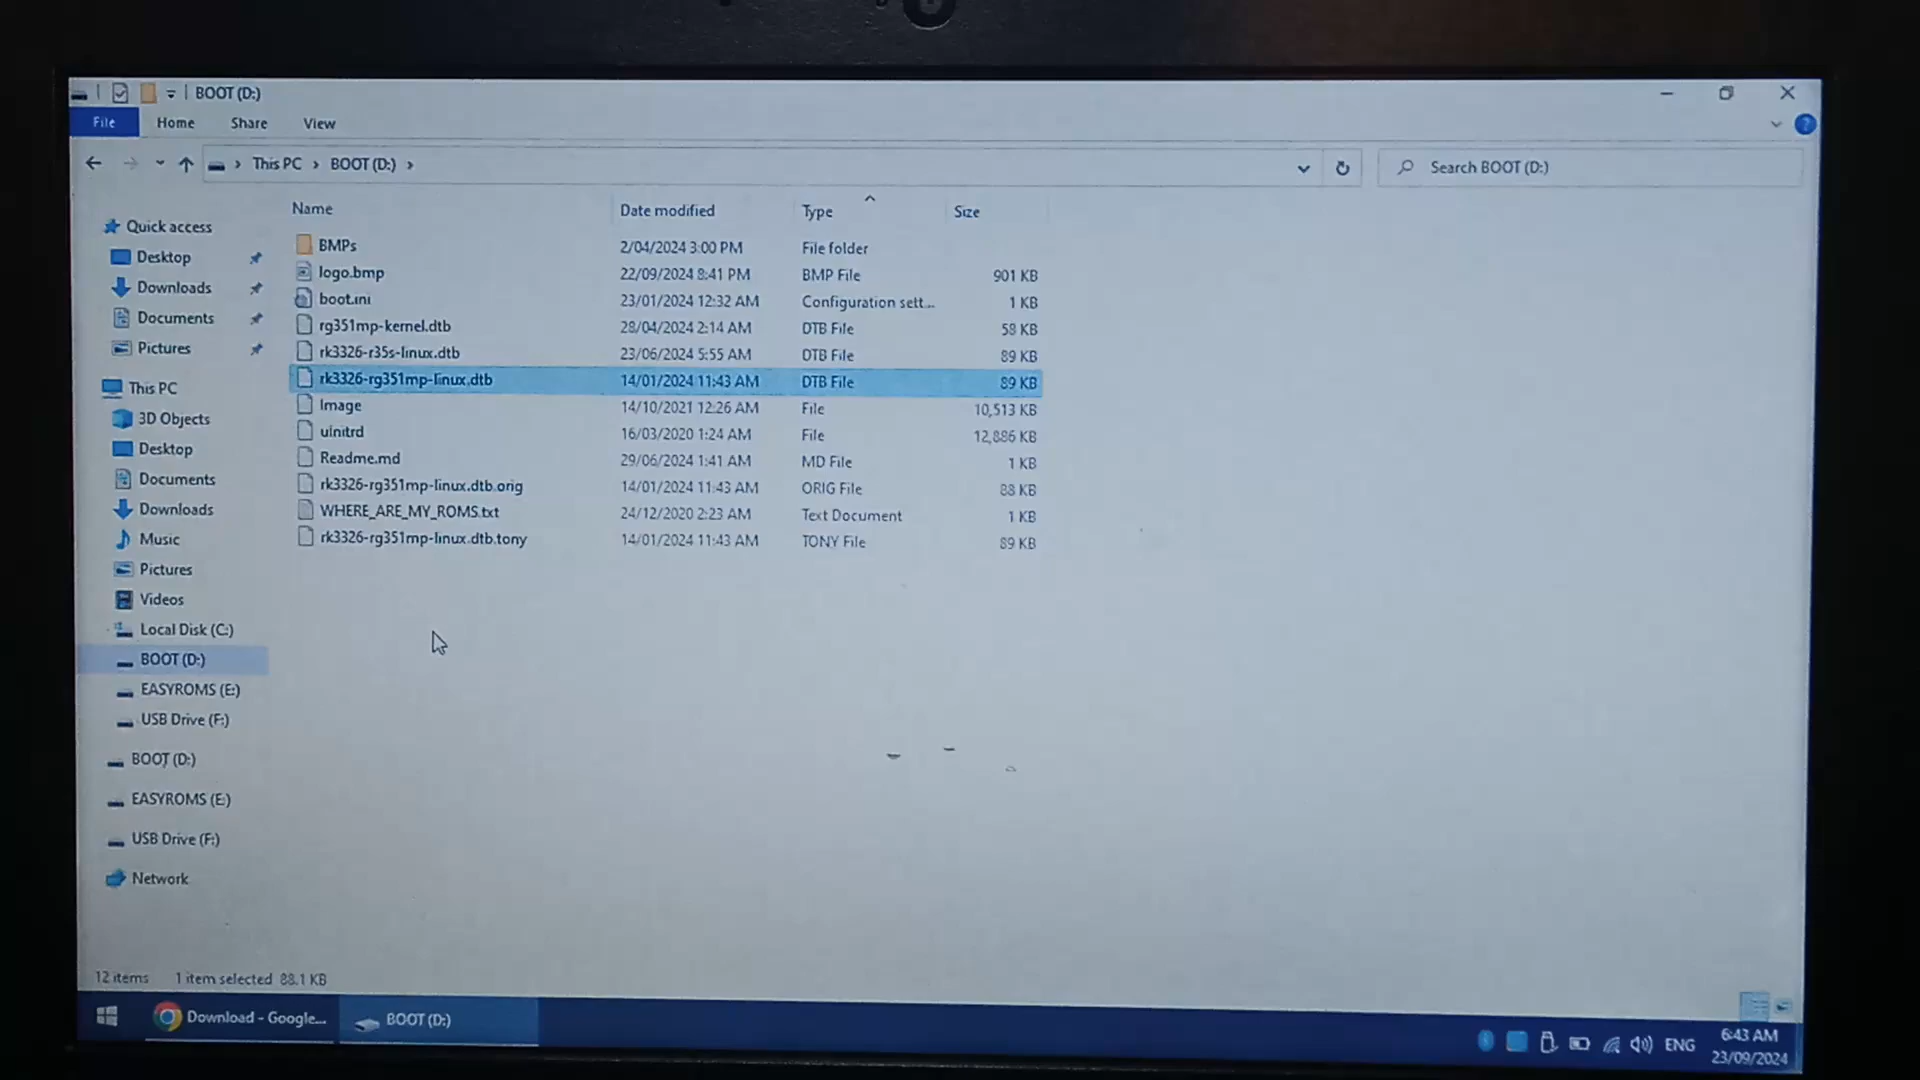 BOOT (D:)
File Home Share View
This PC BOOT (D:) Search BOOT (D:)
Name Date modified Type Size
BMPs 2/04/2024 3:00 PM File folder
logo.bmp 22/09/2024 8:41 PM BMP File 901 KB
boot.ini 23/01/2024 12:32 AM Configuration sett... 1 KB
rg351mp-kernel.dtb 28/04/2024 2:14 AM DTB File 58 KB
rk3326-r35s-linux.dtb 23/06/2024 5:55 AM DTB File 89 KB
rk3326-rg351mp-linux.dtb 14/01/2024 11:43 AM DTB File 89 KB
Image 14/10/2021 12:26 AM File 10,513 KB
uInitrd 16/03/2020 1:24 AM File 12,886 KB
Readme.md 29/06/2024 1:41 AM MD File 1 KB
rk3326-rg351mp-linux.dtb.orig 14/01/2024 11:43 AM ORIG File 88 KB
WHERE_ARE_MY_ROMS.txt 24/12/2020 2:23 AM Text Document 1 KB
rk3326-rg351mp-linux.dtb.tony 14/01/2024 11:43 AM TONY File 89 KB
Quick access
Desktop
Downloads
Documents
Pictures
This PC
3D Objects
Desktop
Documents
Downloads
Music
Pictures
Videos
Local Disk (C:)
BOOT (D:)
EASYROMS (E:)
USB Drive (F:)
BOOT (D:)
EASYROMS (E:)
USB Drive (F:)
Network
12 items 1 item selected 88.1 KB
Download - Google... BOOT (D:)
ENG 6:43 AM
23/09/2024